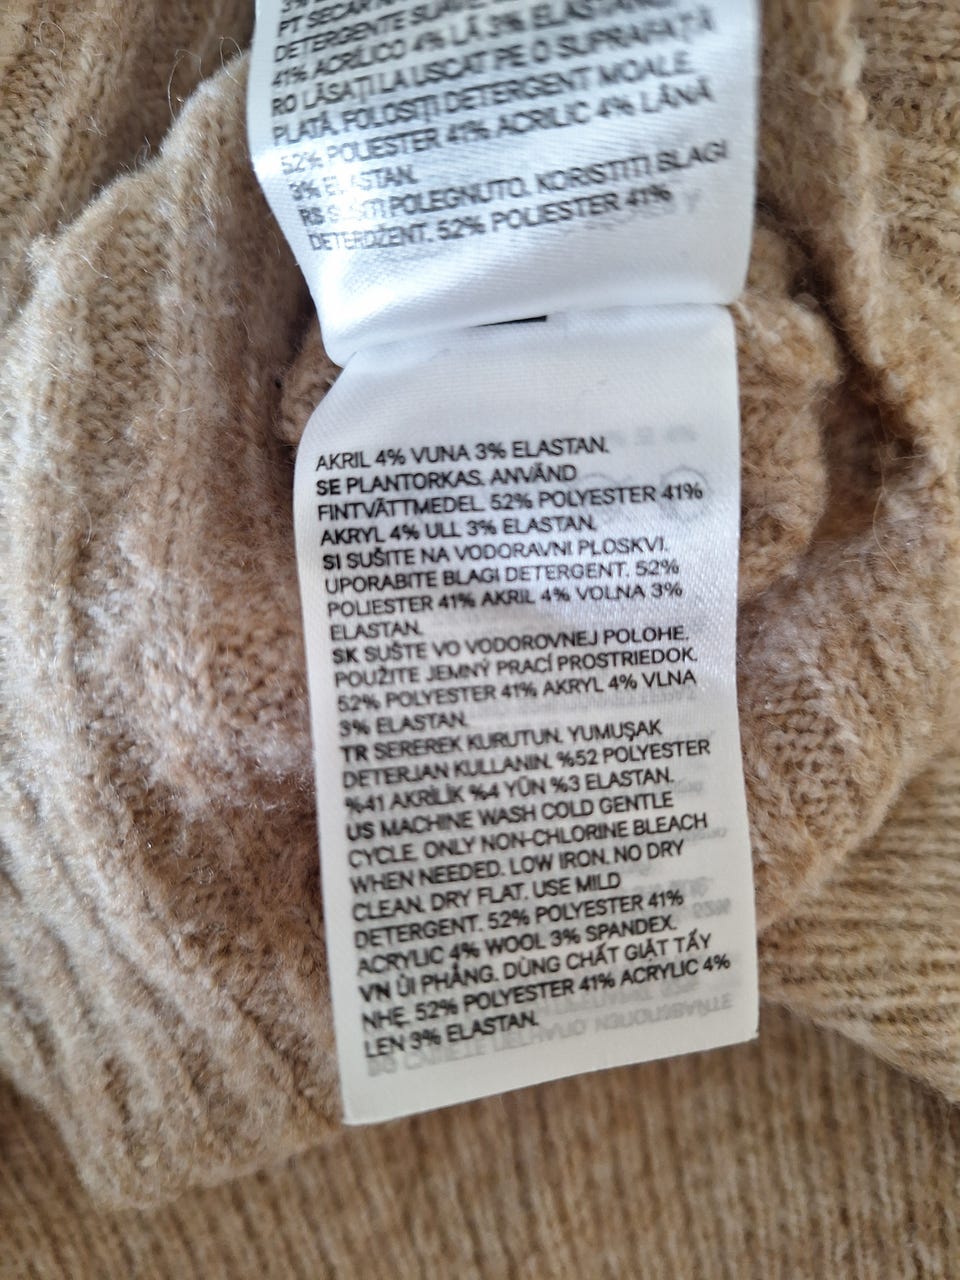 PT SECAR
DETERGENTE SUAVE.
41% ACRÍLICO 4% LÃ 3% ELASTANO.
RO LĂSAȚI LA USCAT PE O SUPRAFAȚĂ
PLATĂ. FOLOSIȚI DETERGENT MOALE.
52% POLIESTER 41% ACRILIC 4% LÂNĂ
3% ELASTAN.
RS SUŠITI POLEGNUTO. KORISTITI BLAGI
DETERDŽENT. 52% POLIESTER 41%
AKRIL 4% VUNA 3% ELASTAN.
SE PLANTORKAS. ANVÄND
FINTVÄTTMEDEL. 52% POLYESTER 41%
AKRYL 4% ULL 3% ELASTAN.
SI SUŠITE NA VODORAVNI PLOSKVI.
UPORABITE BLAGI DETERGENT. 52%
POLIESTER 41% AKRIL 4% VOLNA 3%
ELASTAN.
SK SUŠTE VO VODOROVNEJ POLOHE.
POUŽITE JEMNÝ PRACÍ PROSTRIEDOK.
52% POLYESTER 41% AKRYL 4% VLNA
3% ELASTAN.
TR SEREREK KURUTUN. YUMUŞAK
DETERJAN KULLANIN. %52 POLYESTER
%41 AKRİLİK %4 YÜN %3 ELASTAN.
US MACHINE WASH COLD GENTLE
CYCLE. ONLY NON-CHLORINE BLEACH
WHEN NEEDED. LOW IRON. NO DRY
CLEAN. DRY FLAT. USE MILD
DETERGENT. 52% POLYESTER 41%
ACRYLIC 4% WOOL 3% SPANDEX.
VN ỦI PHẲNG. DÙNG CHẤT GIẶT TẨY
NHẸ. 52% POLYESTER 41% ACRYLIC 4%
LEN 3% ELASTAN.